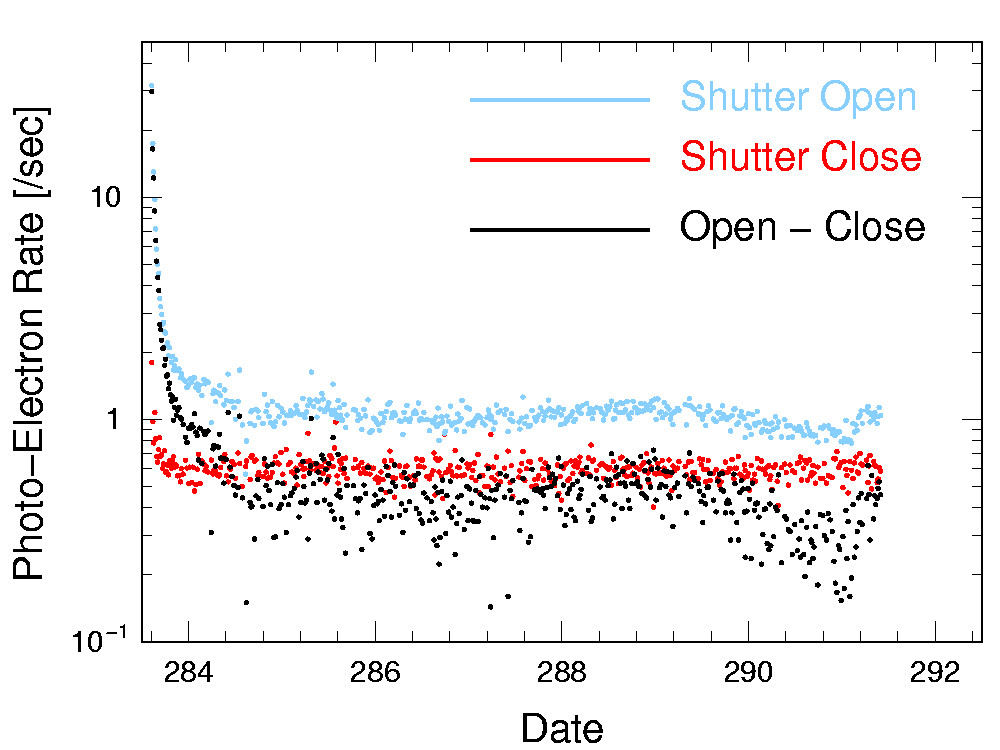 Photo−Electron Rate [/sec]
Shutter Open
Shutter Close
Open − Close
10
1
10−1
284 286 288 290 292
Date